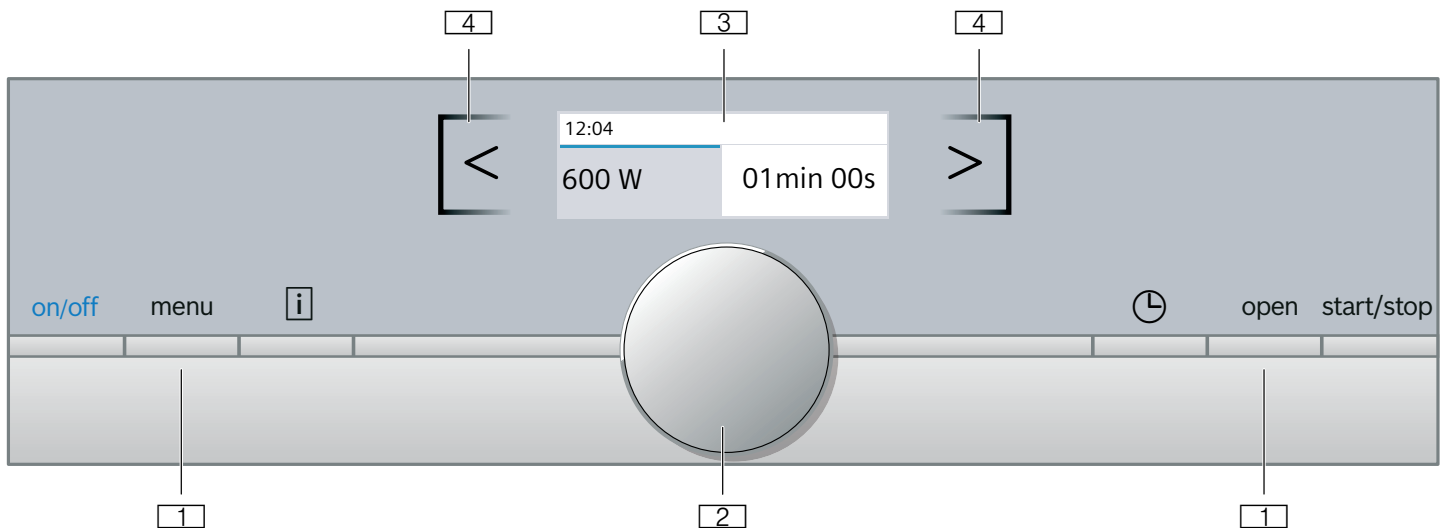 4 3 4
12:04
< 600 W 01min 00s >
on/off menu i open start/stop
1 2 1